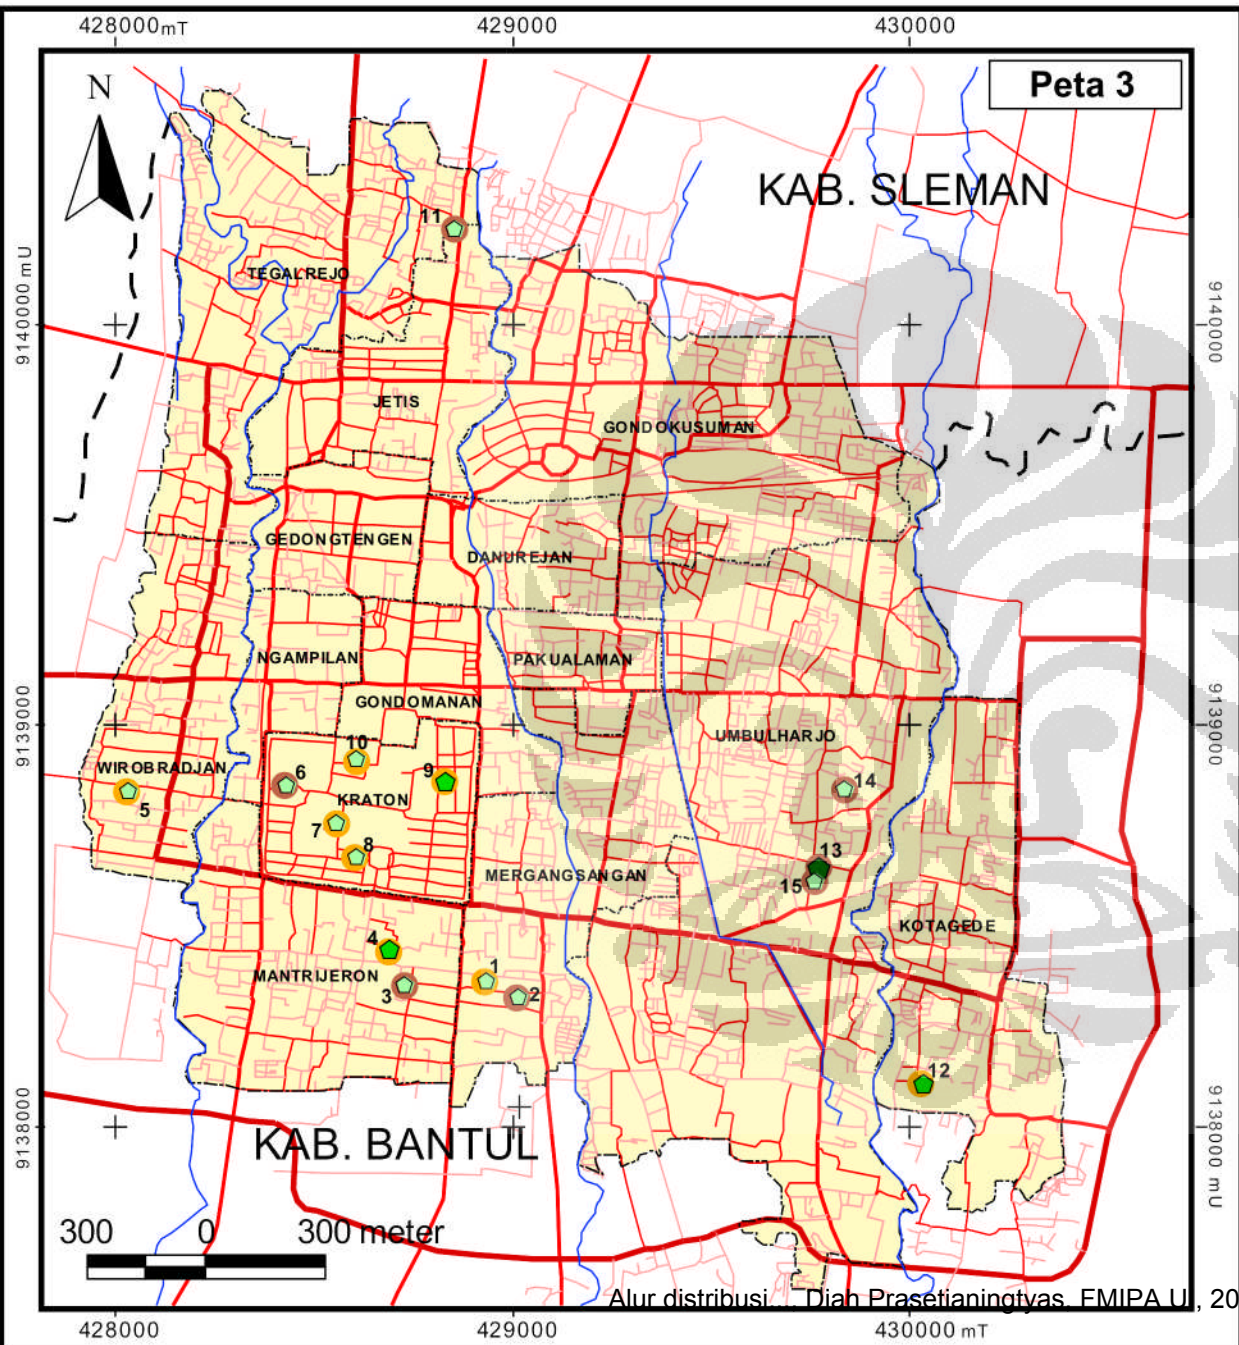 428000mT 429000 430000
Peta 3
N
KAB. SLEMAN
11
TEGALREJO
9140000 mU
9140000
JETIS
GONDOKUSUMAN
GEDONGTENGEN
DANUREJAN
NGAMPILAN
PAKUALAMAN
GONDOMANAN
9139000
9139000
UMBULHARJO
10
WIROBRADJAN
6
9
14
KRATON
5
7
8
13
MERGANGSANGAN
15
KOTAGEDE
4
MANTRIJERON
1
3
2
12
9138000
9138000 mU
KAB. BANTUL
300 0 300 meter
Alur distribusi..., Diah Prasetianingtyas, FMIPA U, 20
428000 429000 430000 mT